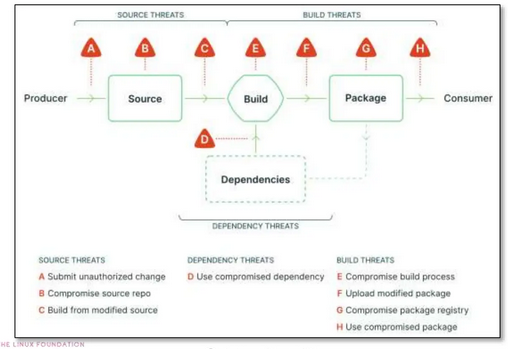 SOURCE THREATS BUILD THREATS
A B C E F G H
Producer Source Build Package Consumer
D
Dependencies
DEPENDENCY THREATS
SOURCE THREATS
A Submit unauthorized change
B Compromise source repo
C Build from modified source
DEPENDENCY THREATS
D Use compromised dependency
BUILD THREATS
E Compromise build process
F Upload modified package
G Compromise package registry
H Use compromised package
HE LINUX FOUNDATION